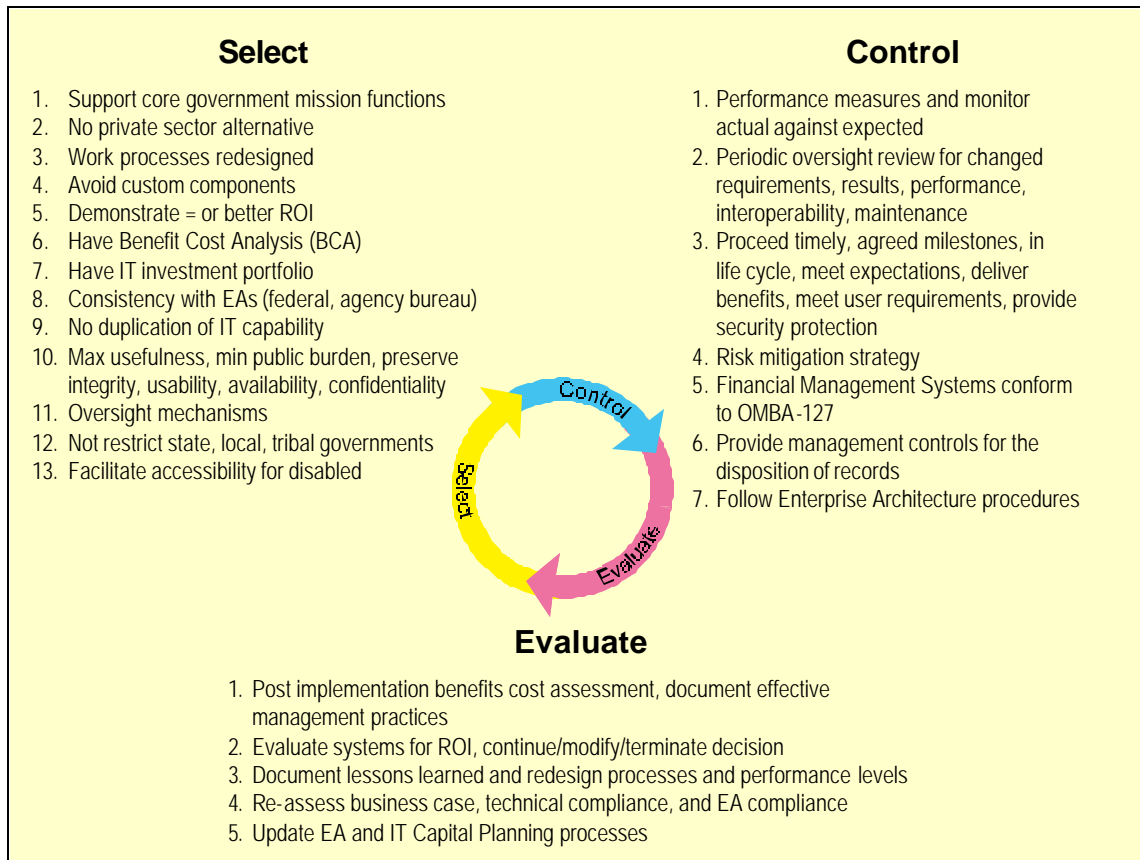 Select
1. Support core government mission functions
2. No private sector alternative
3. Work processes redesigned
4. Avoid custom components
5. Demonstrate = or better ROI
6. Have Benefit Cost Analysis (BCA)
7. Have IT investment portfolio
8. Consistency with EAs (federal, agency bureau)
9. No duplication of IT capability
10. Max usefulness, min public burden, preserve
integrity, usability, availability, confidentiality
11. Oversight mechanisms
12. Not restrict state, local, tribal governments
13. Facilitate accessibility for disabled
Control
1. Performance measures and monitor
actual against expected
2. Periodic oversight review for changed
requirements, results, performance,
interoperability, maintenance
3. Proceed timely, agreed milestones, in
life cycle, meet expectations, deliver
benefits, meet user requirements, provide
security protection
4. Risk mitigation strategy
5. Financial Management Systems conform
to OMBA-127
6. Provide management controls for the
disposition of records
7. Follow Enterprise Architecture procedures
Control
Select
Evaluate
Evaluate
1. Post implementation benefits cost assessment, document effective
management practices
2. Evaluate systems for ROI, continue/modify/terminate decision
3. Document lessons learned and redesign processes and performance levels
4. Re-assess business case, technical compliance, and EA compliance
5. Update EA and IT Capital Planning processes